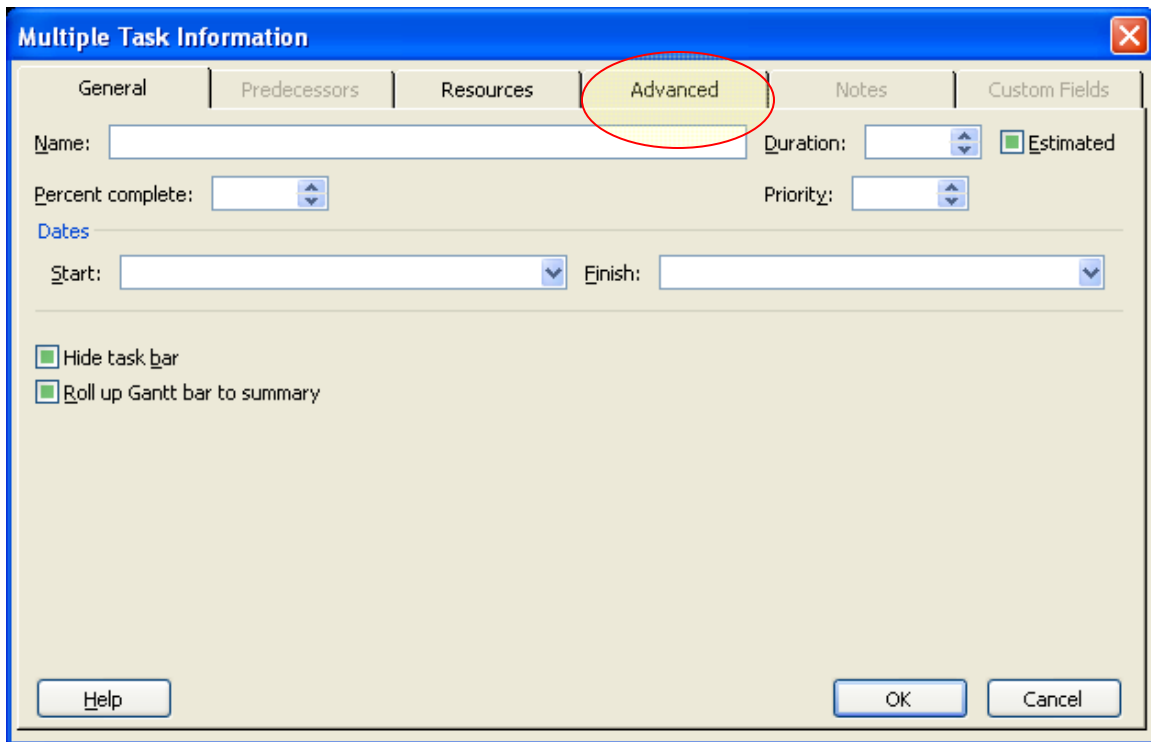 Multiple Task Information
General Predecessors Resources Advanced Notes Custom Fields
Name: Duration: Estimated
Percent complete: Priority:
Dates
Start: Finish:
Hide task bar
Roll up Gantt bar to summary
Help OK Cancel